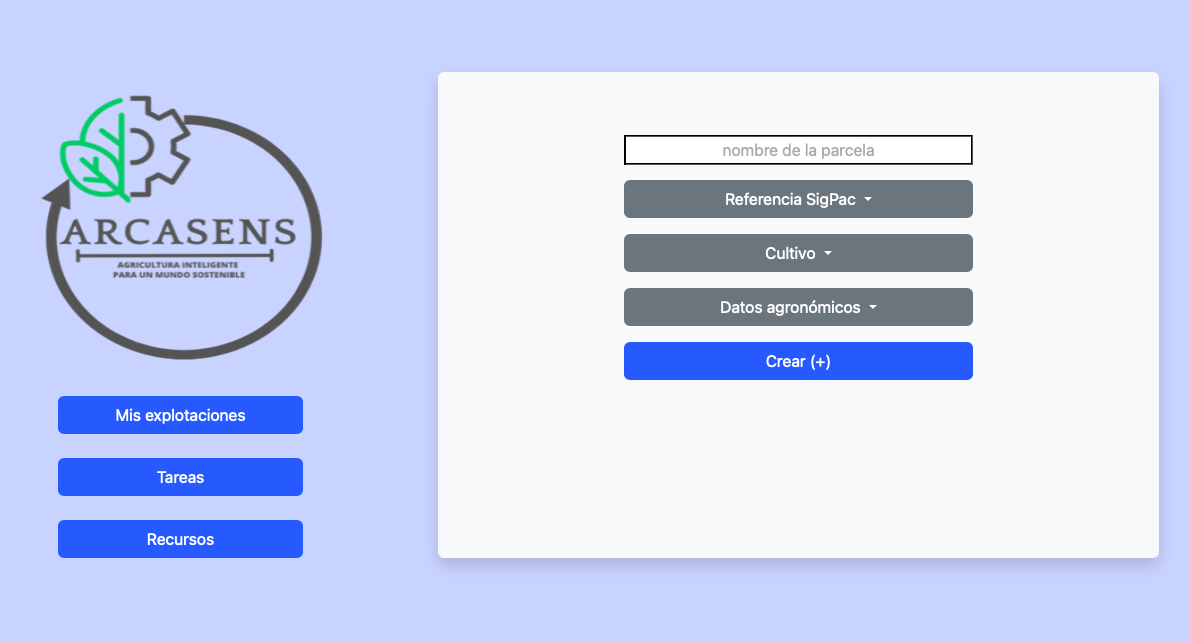 ARCASENS
AGRICULTURA INTELIGENTE
PARA UN MUNDO SOSTENIBLE
Mis explotaciones
Tareas
Recursos
nombre de la parcela
Referencia SigPac
Cultivo
Datos agronómicos
Crear (+)